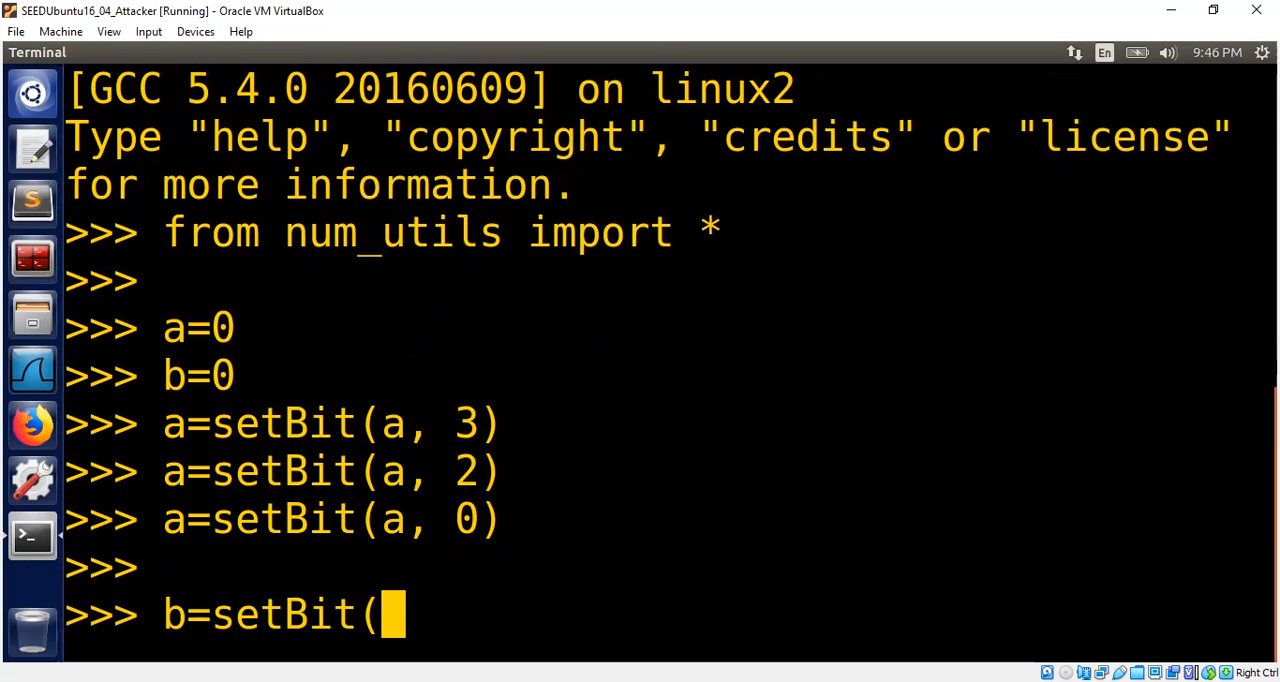 SEEDUbuntu16_04_Attacker [Running] - Oracle VM VirtualBox
File Machine View Input Devices Help
Terminal En 9:46 PM
[GCC 5.4.0 20160609] on linux2
Type "help", "copyright", "credits" or "license"
for more information.
>>> from num_utils import *
>>>
>>> a=0
>>> b=0
>>> a=setBit(a, 3)
>>> a=setBit(a, 2)
>>> a=setBit(a, 0)
>>>
>>> b=setBit(
Right Ctrl